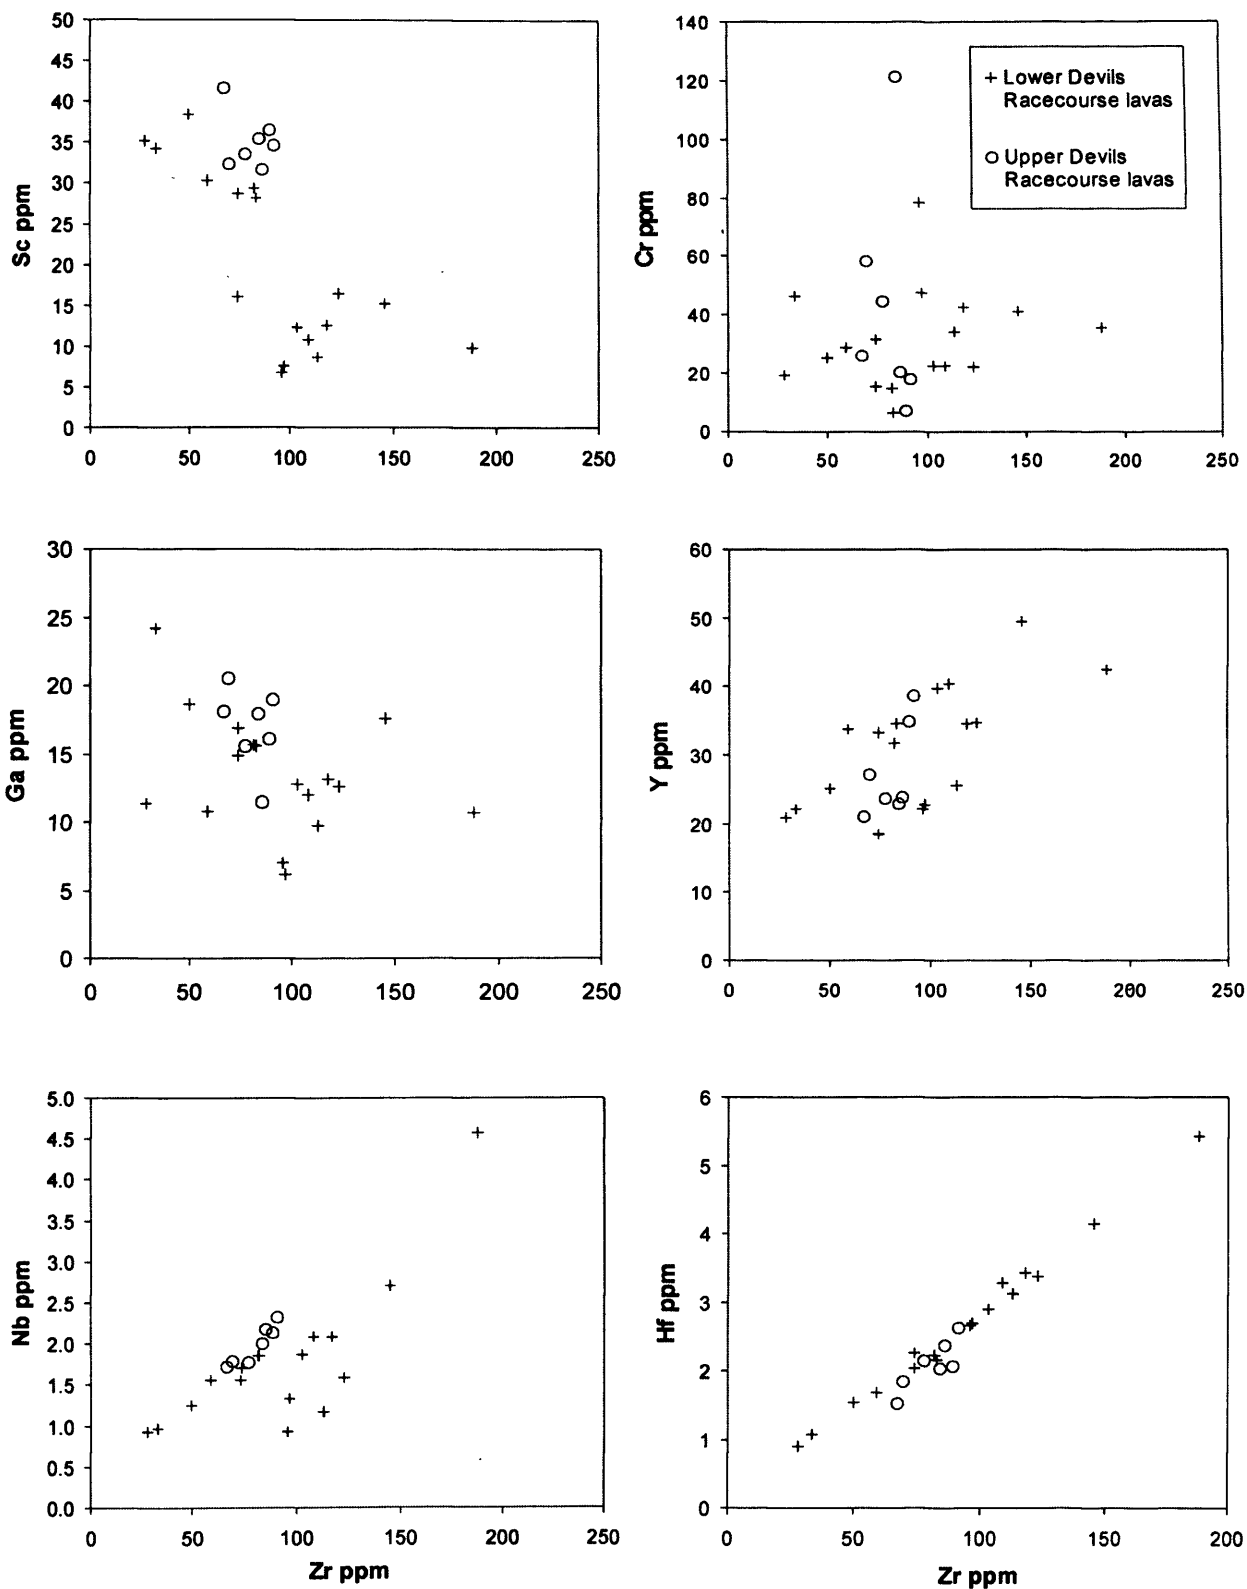 50
45
40
35
30
25
20
15
10
5
0
Sc ppm
0 50 100 150 200 250
140
120
100
80
60
40
20
0
Cr ppm
0 50 100 150 200 250
+ Lower Devils
Racecourse lavas
O Upper Devils
Racecourse lavas
30
25
20
15
10
5
0
Ga ppm
0 50 100 150 200 250
60
50
40
30
20
10
0
Y ppm
0 50 100 150 200 250
5.0
4.5
4.0
3.5
3.0
2.5
2.0
1.5
1.0
0.5
0.0
Nb ppm
0 50 100 150 200 250
Zr ppm
6
5
4
3
2
1
0
Hf ppm
0 50 100 150 200
Zr ppm